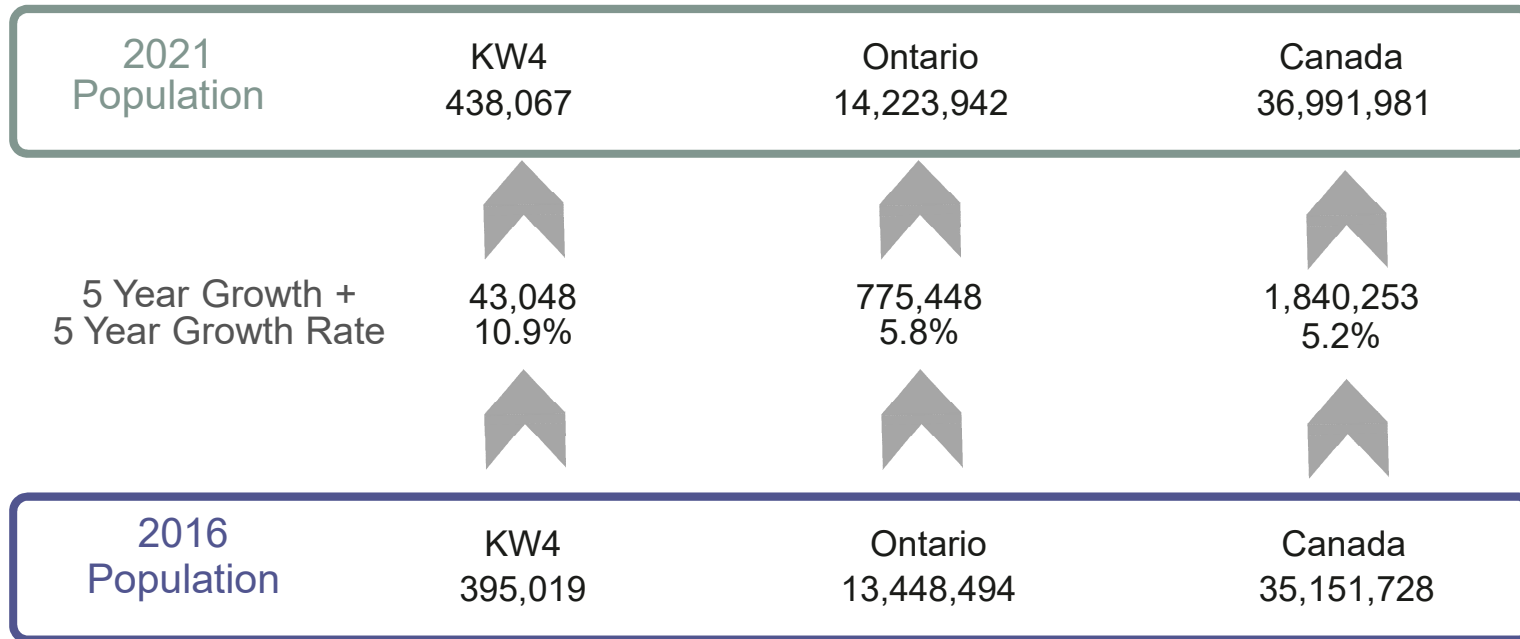 2021
Population
KW4
438,067
Ontario
14,223,942
Canada
36,991,981
5 Year Growth +
5 Year Growth Rate
43,048
10.9%
775,448
5.8%
1,840,253
5.2%
2016
Population
KW4
395,019
Ontario
13,448,494
Canada
35,151,728